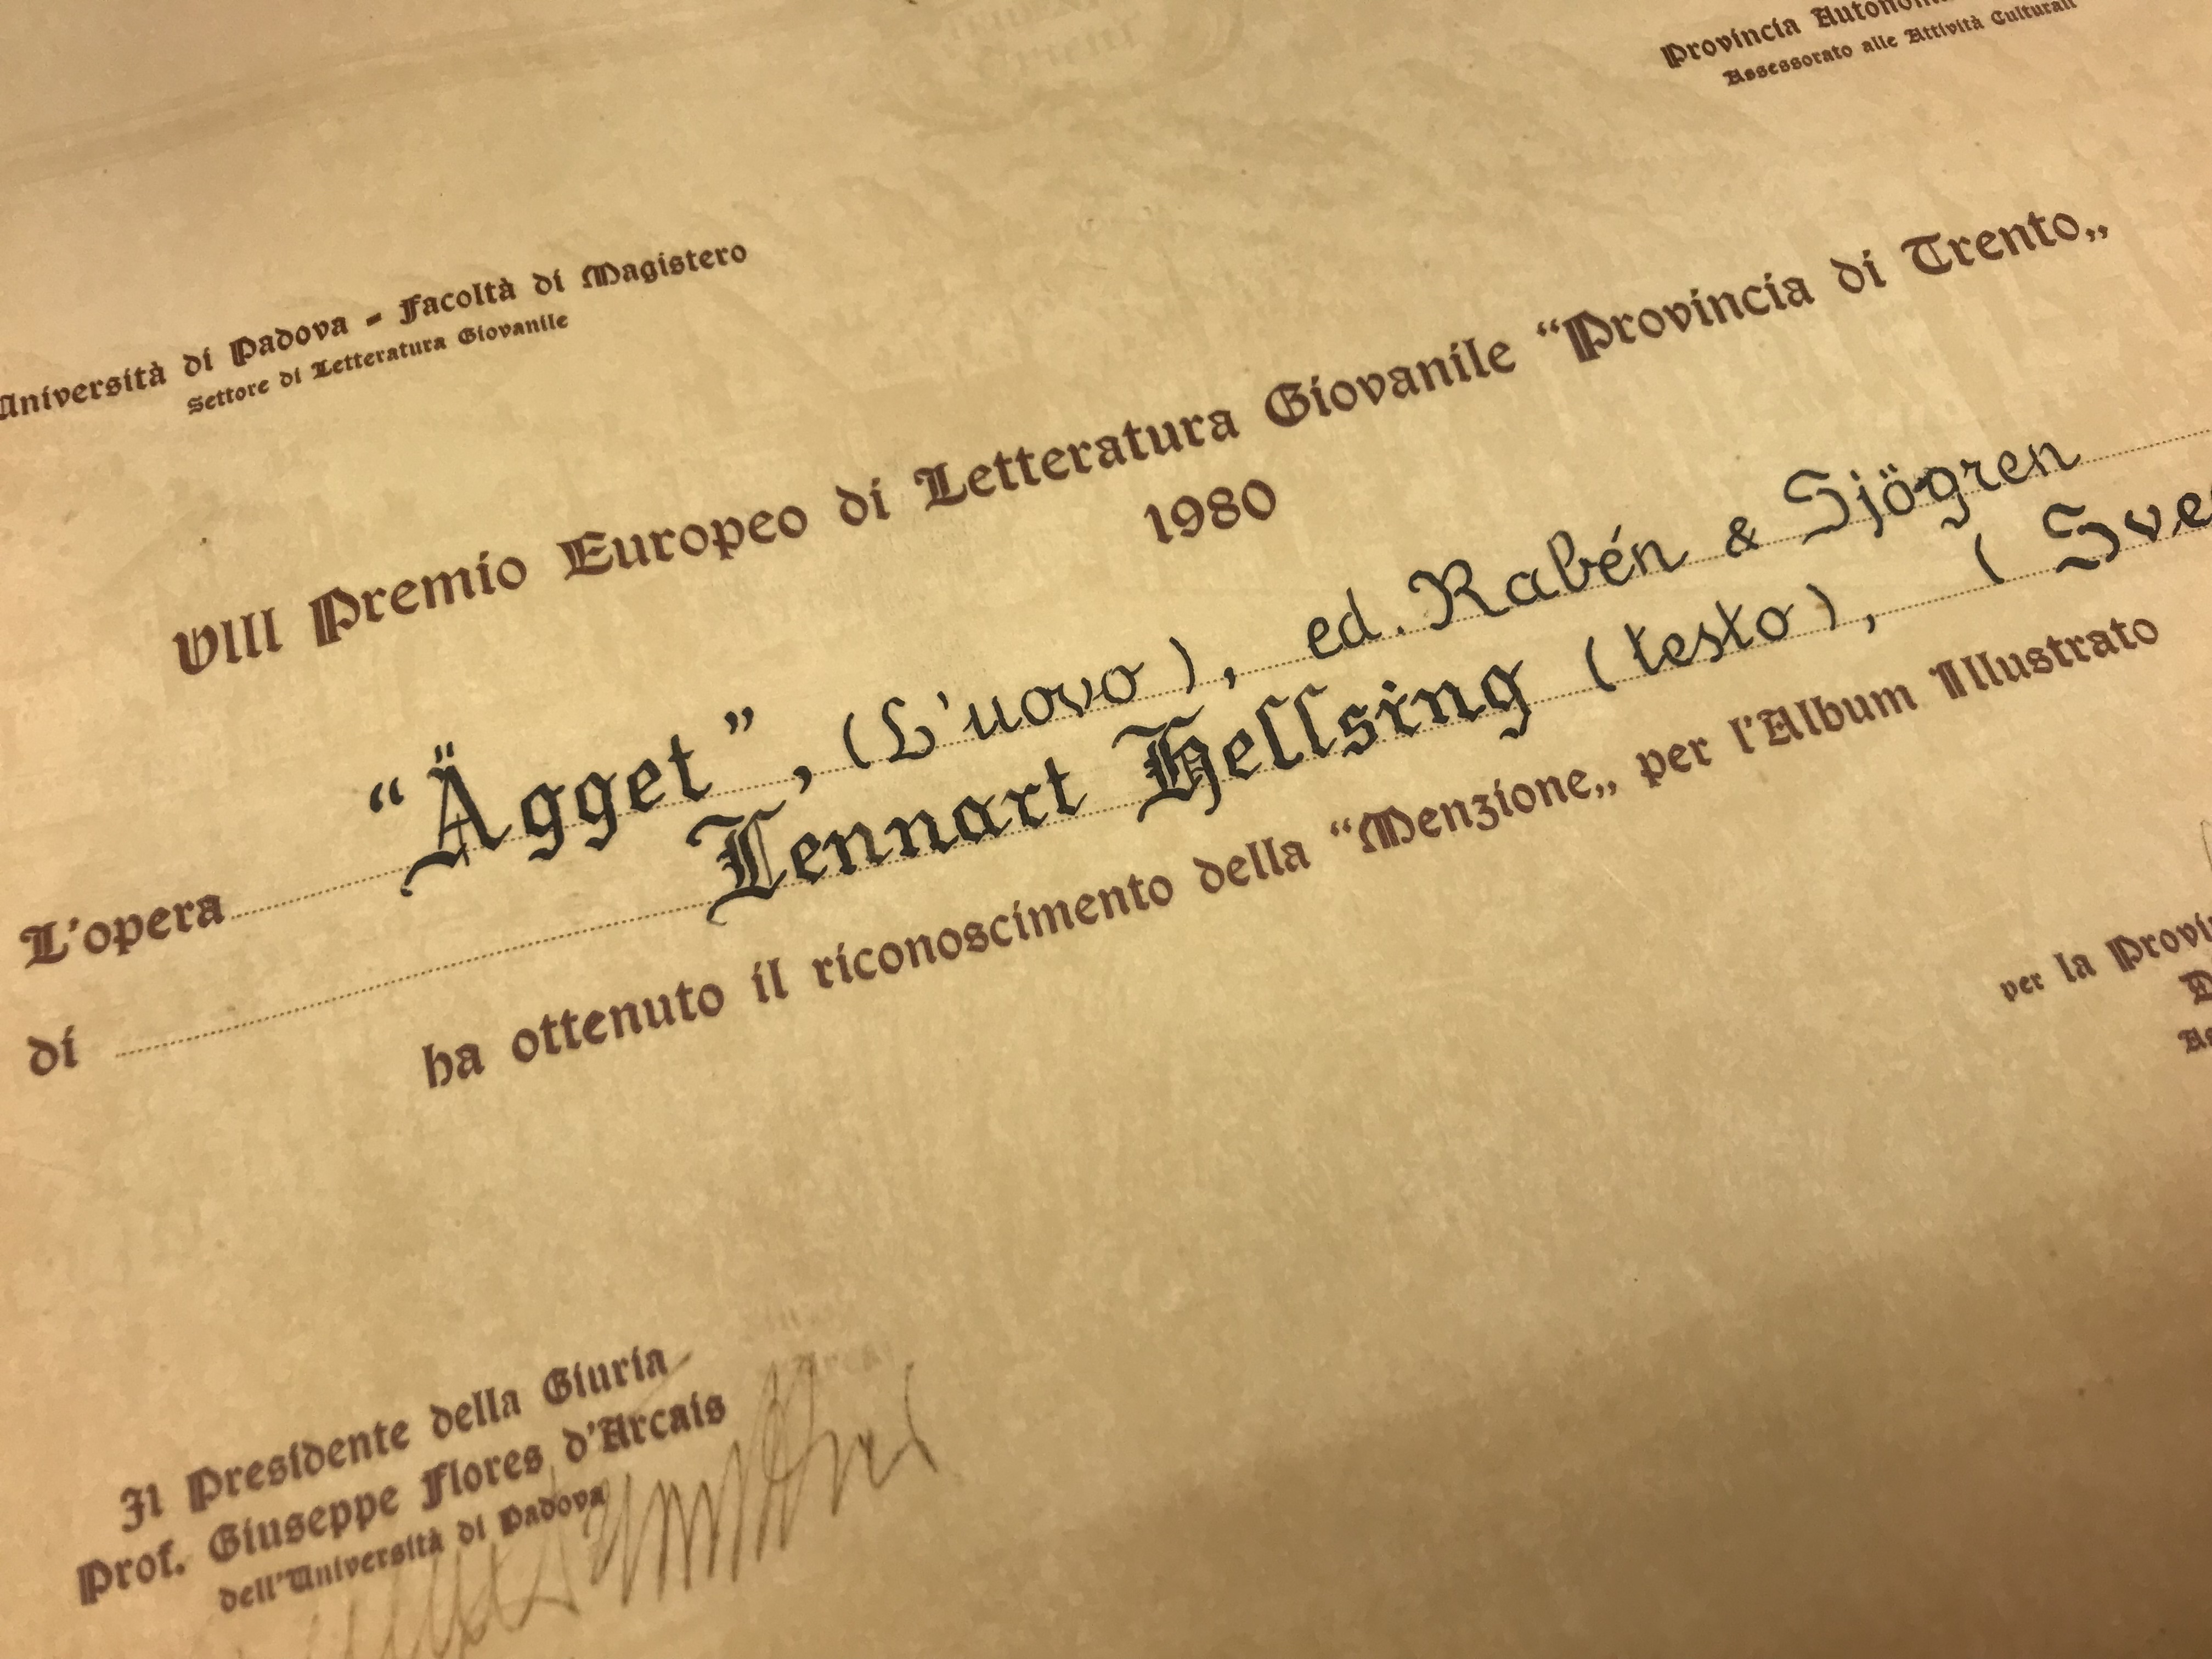 Provincia
Assessorato alle Attività Culturali
Università di Padova - Facoltà di Magistero
Settore di Letteratura Giovanile
VIII Premio Europeo di Letteratura Giovanile “Provincia di Trento„
1980
L'opera “Ägget”, (L'uovo), ed. Rabén & Sjögren
di Lennart Hellsing (testo), (
ha ottenuto il riconoscimento della “Menzione„ per l'Album Illustrato
per la
Il Presidente della Giuria
Prof. Giuseppe Flores d'Arcais
dell'Università di Padova